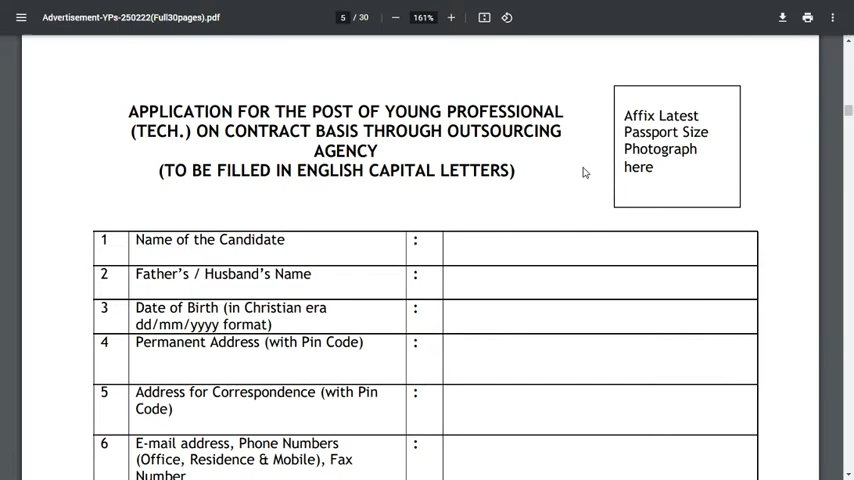 Advertisement-YPs-250222(Full30pages).pdf
5 / 30
161%
APPLICATION FOR THE POST OF YOUNG PROFESSIONAL
(TECH.) ON CONTRACT BASIS THROUGH OUTSOURCING
AGENCY
(TO BE FILLED IN ENGLISH CAPITAL LETTERS)
Affix Latest
Passport Size
Photograph
here
1 Name of the Candidate :
2 Father's / Husband's Name :
3 Date of Birth (in Christian era :
dd/mm/yyyy format)
4 Permanent Address (with Pin Code) :
5 Address for Correspondence (with Pin :
Code)
6 E-mail address, Phone Numbers :
(Office, Residence & Mobile), Fax
Number